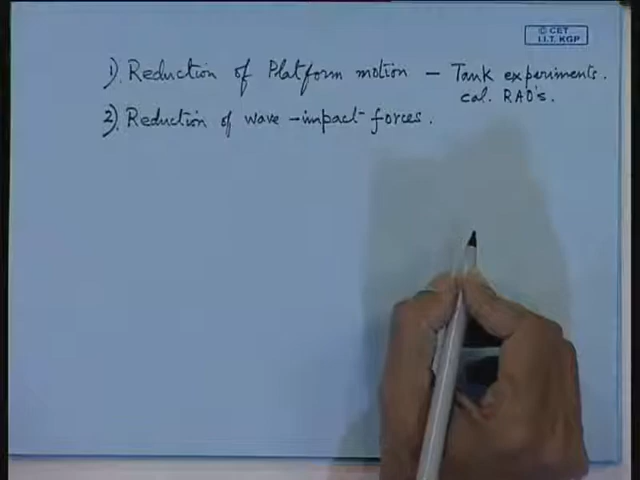 © CET
I.I.T. KGP
1). Reduction of Platform motion – Tank experiments.
cal. RAO's.
2). Reduction of wave-impact forces.